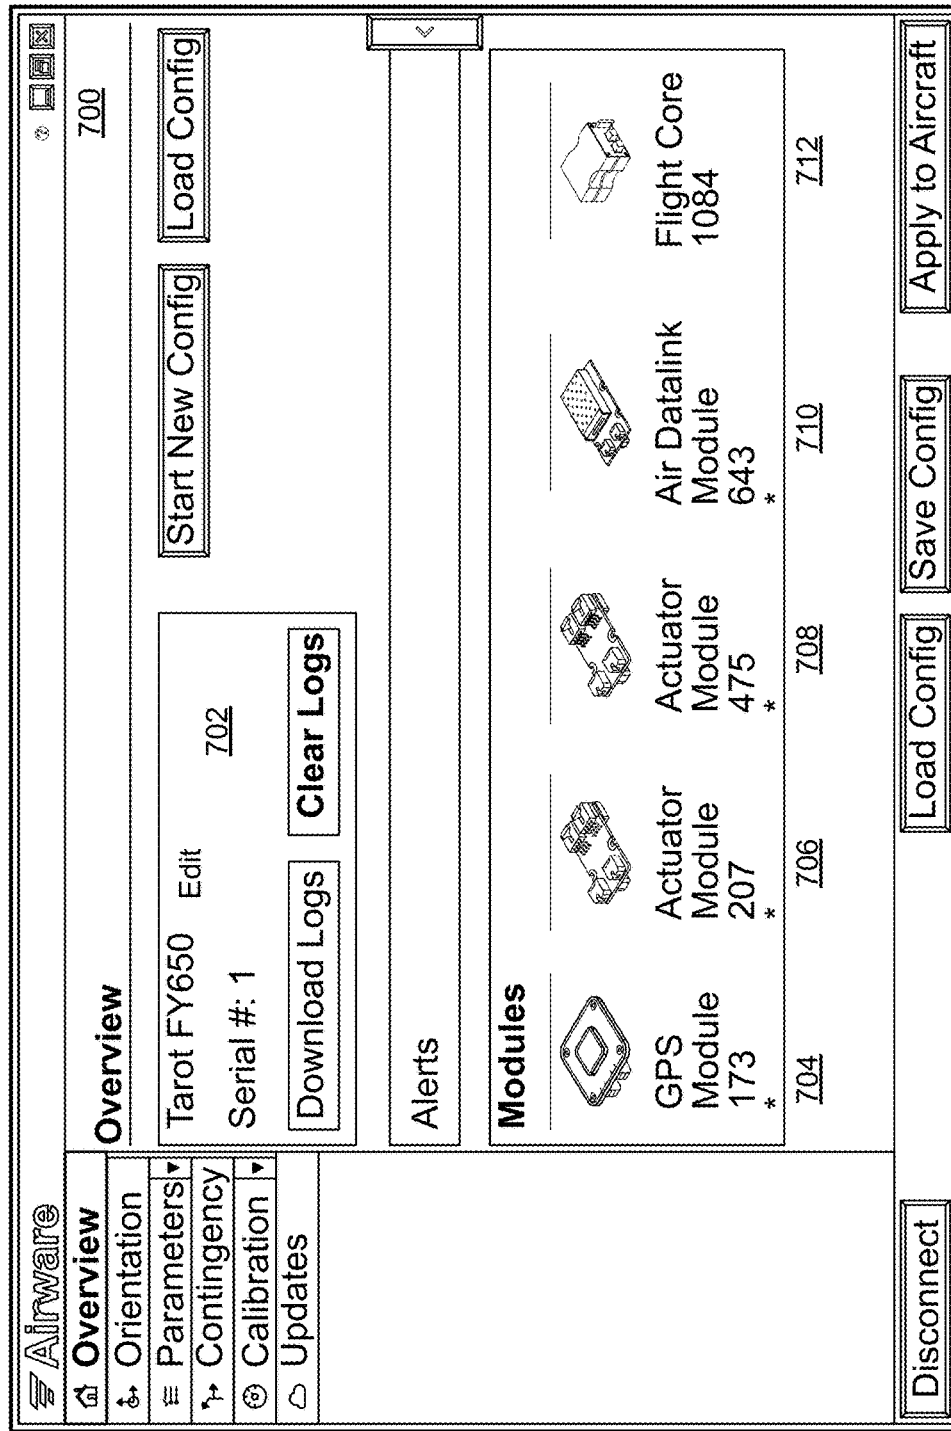 Airware
Overview
Orientation
Parameters
Contingency
Calibration
Updates
Overview
700
Tarot FY650 Edit
702
Serial #: 1
Download Logs Clear Logs
Start New Config Load Config
Alerts
Modules
GPS
Module
173
*
704
Actuator
Module
207
*
706
Actuator
Module
475
*
708
Air Datalink
Module
643
*
710
Flight Core
1084
712
Disconnect Load Config Save Config Apply to Aircraft